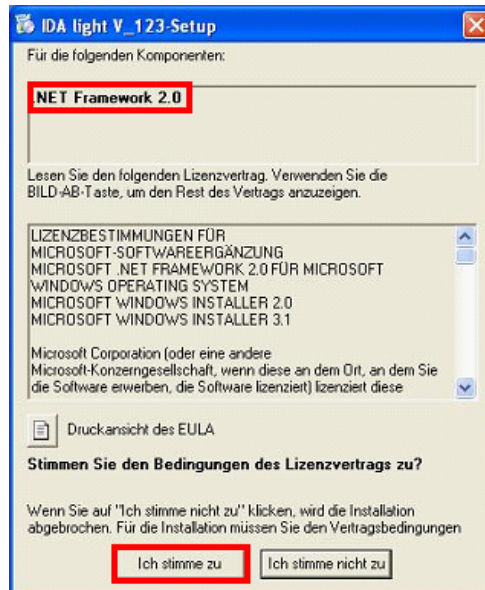 IDA light V_123-Setup
Für die folgenden Komponenten:
.NET Framework 2.0
Lesen Sie den folgenden Lizenzvertrag. Verwenden Sie die
BILD-AB-Taste, um den Rest des Vertrags anzuzeigen.
LIZENZBESTIMMUNGEN FÜR
MICROSOFT-SOFTWAREERGÄNZUNG
MICROSOFT .NET FRAMEWORK 2.0 FÜR MICROSOFT
WINDOWS OPERATING SYSTEM
MICROSOFT WINDOWS INSTALLER 2.0
MICROSOFT WINDOWS INSTALLER 3.1
Microsoft Corporation (oder eine andere
Microsoft-Konzerngesellschaft, wenn diese an dem Ort, an dem Sie
die Software erwerben, die Software lizenziert) lizenziert diese
Druckansicht des EULA
Stimmen Sie den Bedingungen des Lizenzvertrags zu?
Wenn Sie auf "Ich stimme nicht zu" klicken, wird die Installation
abgebrochen. Für die Installation müssen Sie den Vertragsbedingungen
Ich stimme zu
Ich stimme nicht zu